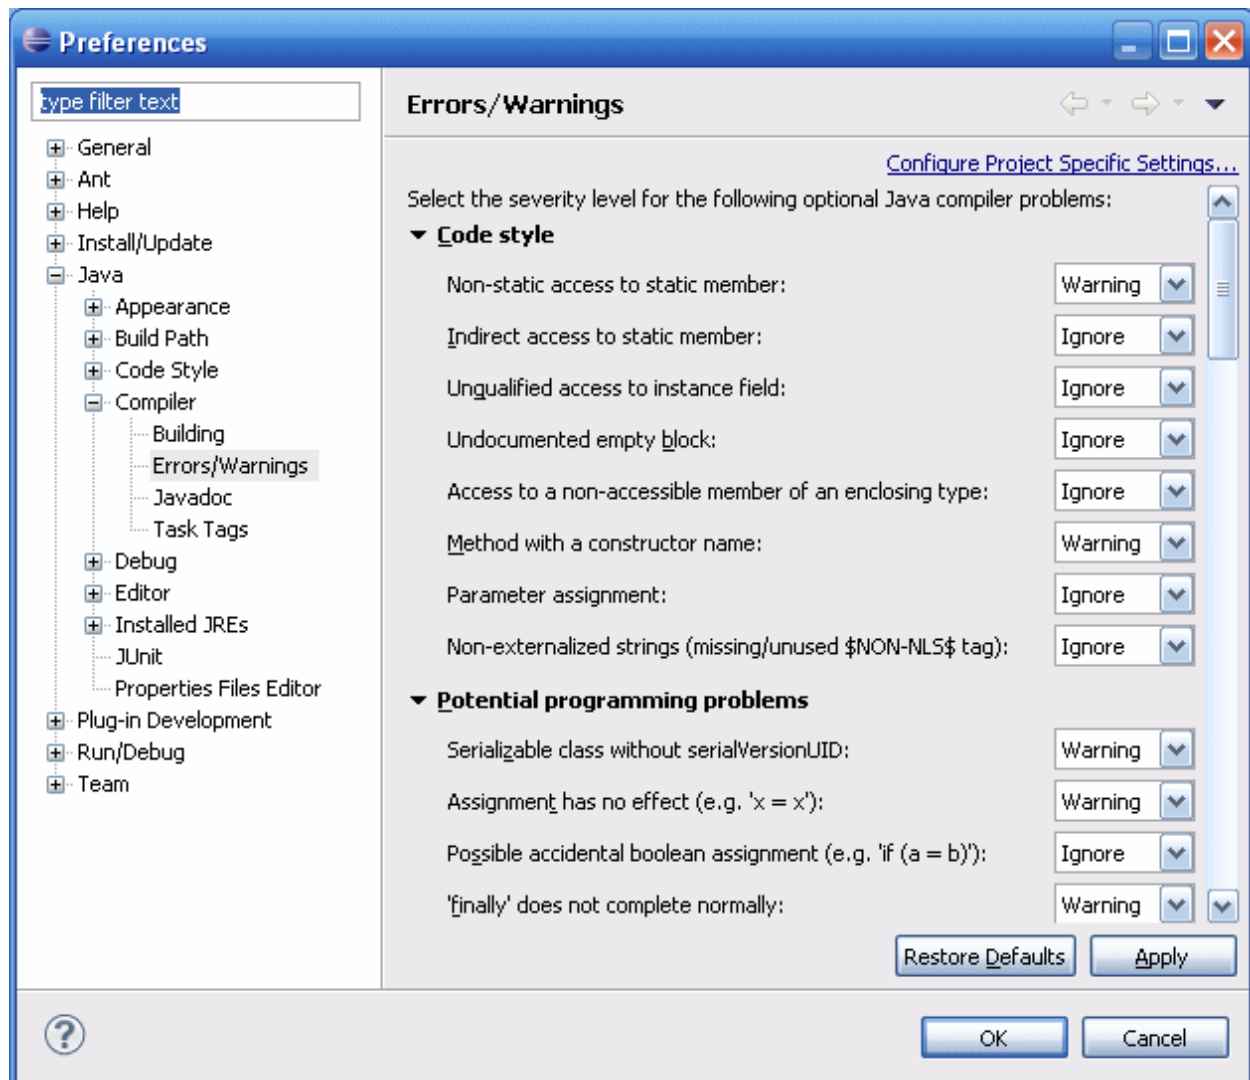 Preferences
type filter text
General
Ant
Help
Install/Update
Java
Appearance
Build Path
Code Style
Compiler
Building
Errors/Warnings
Javadoc
Task Tags
Debug
Editor
Installed JREs
JUnit
Properties Files Editor
Plug-in Development
Run/Debug
Team
Errors/Warnings
Configure Project Specific Settings...
Select the severity level for the following optional Java compiler problems:
Code style
Non-static access to static member: Warning
Indirect access to static member: Ignore
Unqualified access to instance field: Ignore
Undocumented empty block: Ignore
Access to a non-accessible member of an enclosing type: Ignore
Method with a constructor name: Warning
Parameter assignment: Ignore
Non-externalized strings (missing/unused $NON-NLS$ tag): Ignore
Potential programming problems
Serializable class without serialVersionUID: Warning
Assignment has no effect (e.g. 'x = x'): Warning
Possible accidental boolean assignment (e.g. 'if (a = b)'): Ignore
'finally' does not complete normally: Warning
Restore Defaults Apply
? OK Cancel